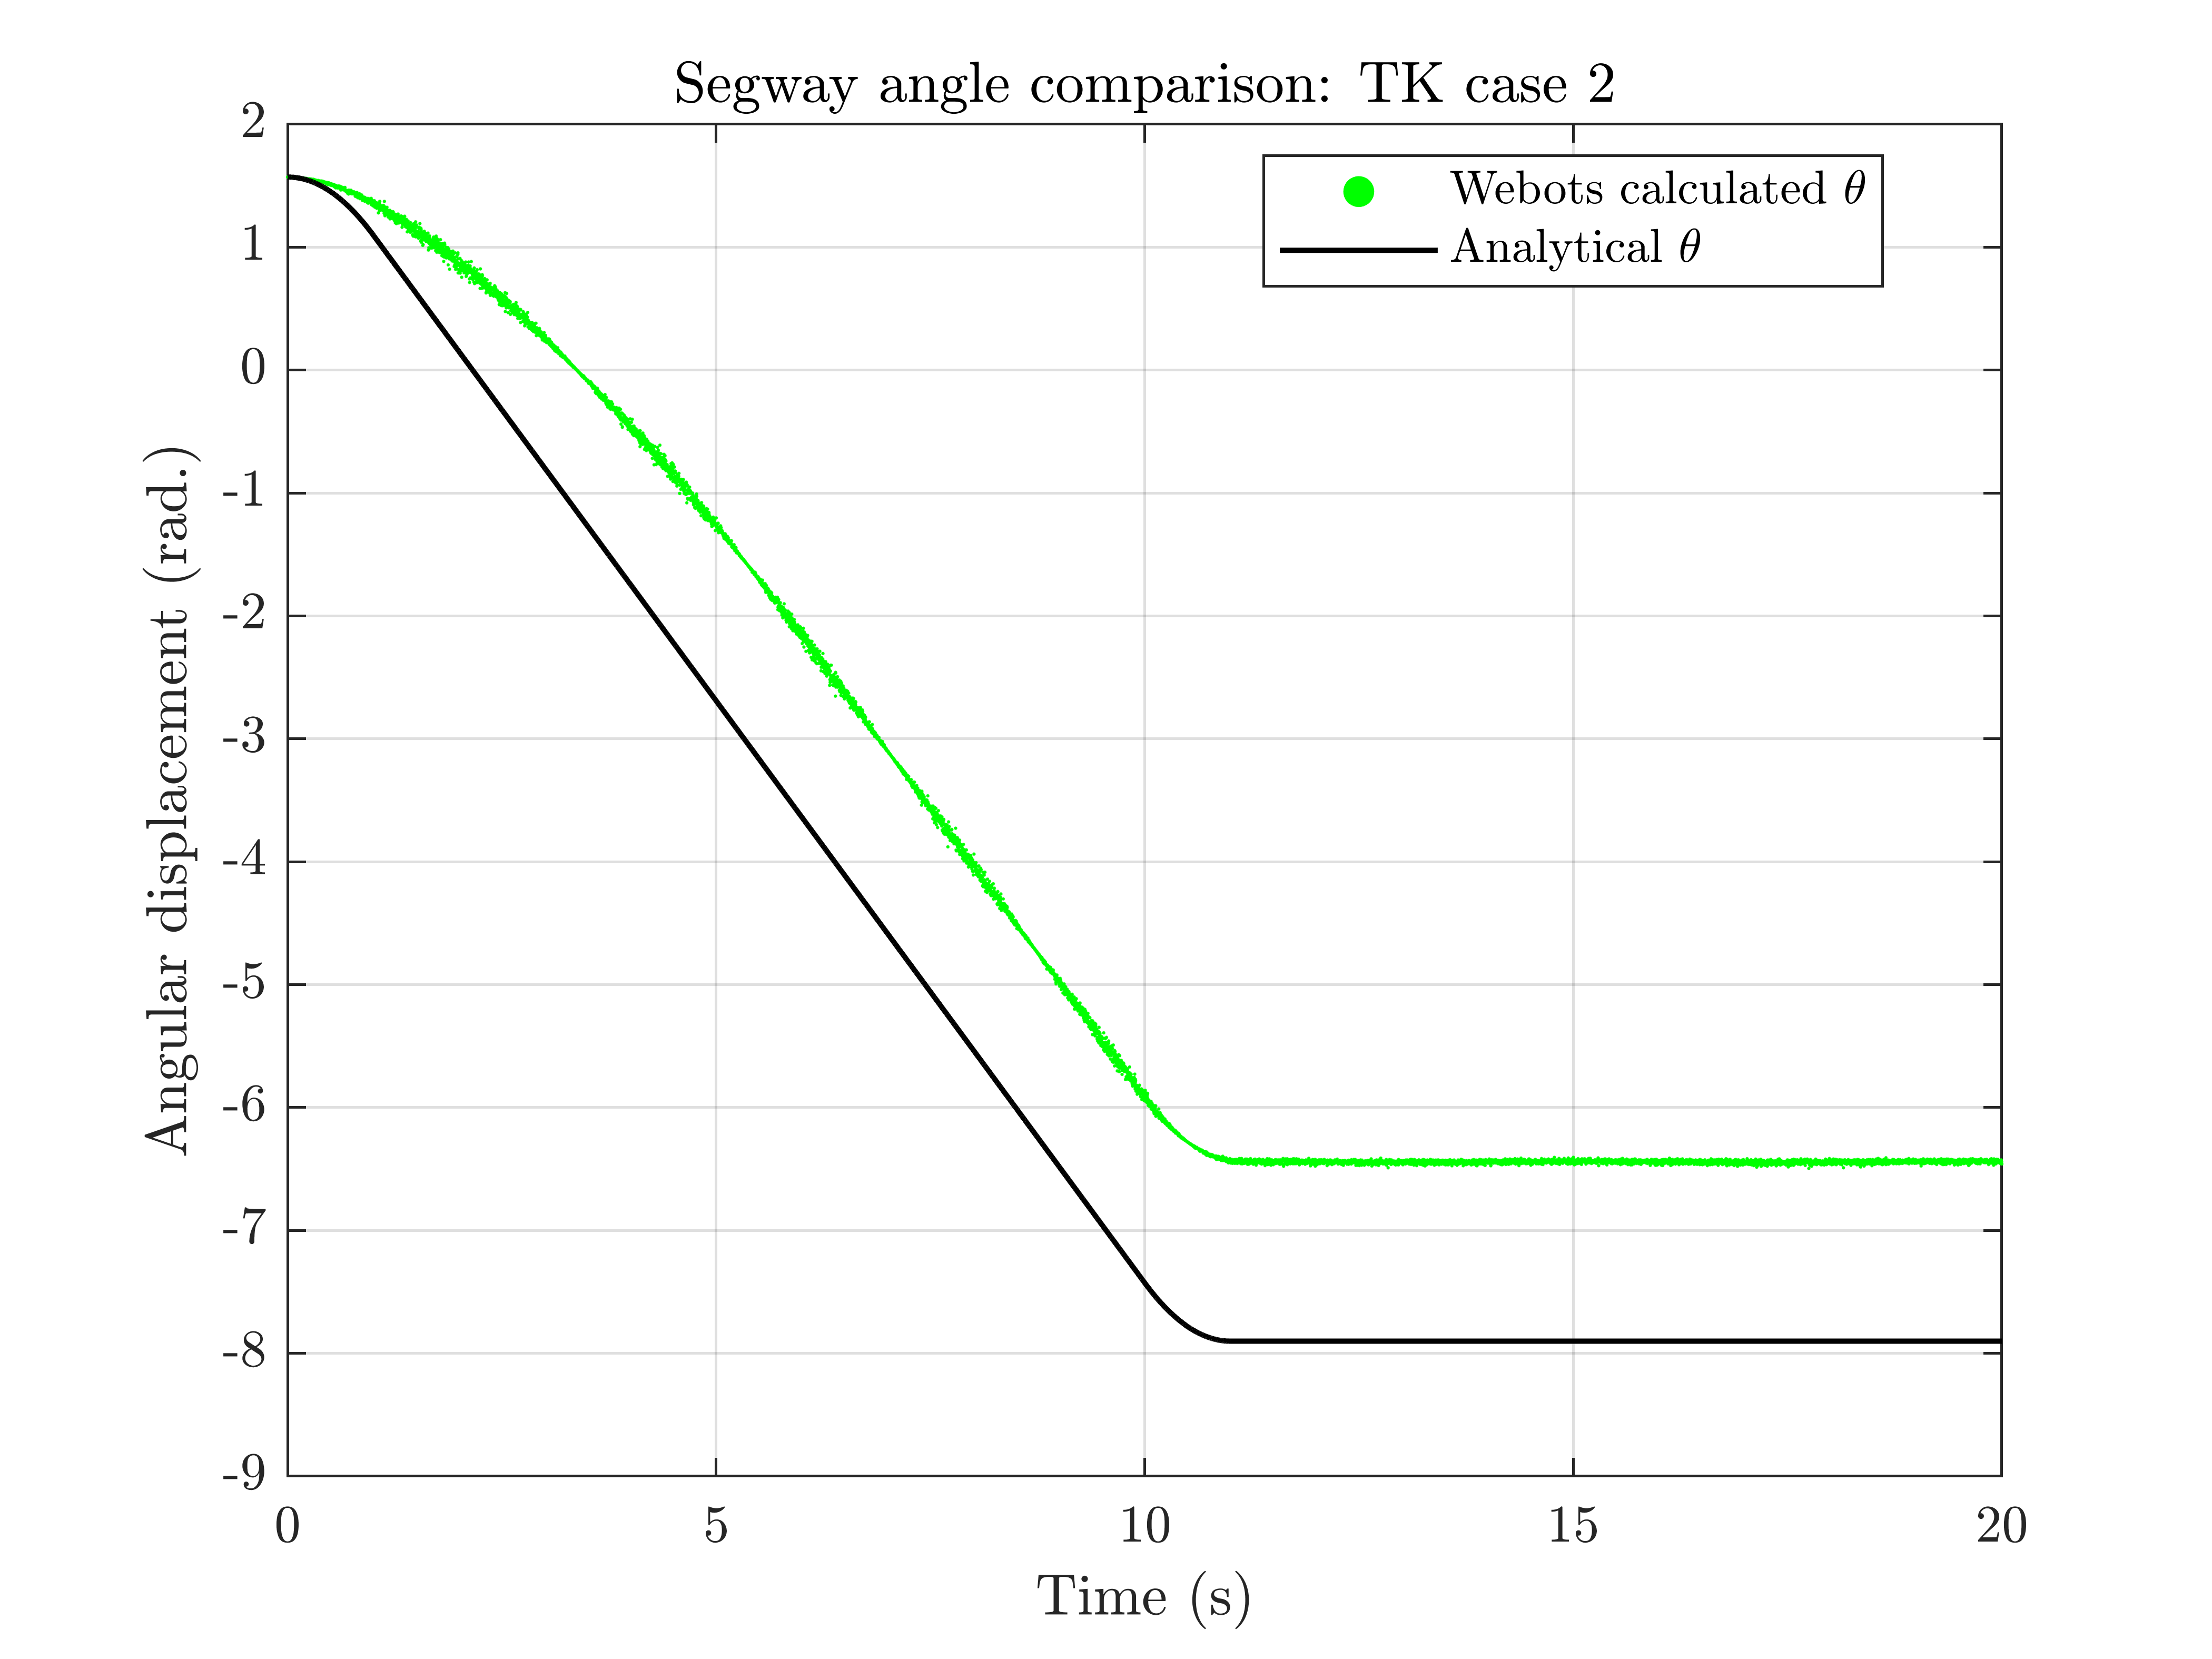 Segway angle comparison: TK case 2
Webots calculated θ
Analytical θ
2
1
0
-1
-2
-3
-4
-5
-6
-7
-8
-9
Angular displacement (rad.)
0 5 10 15 20
Time (s)